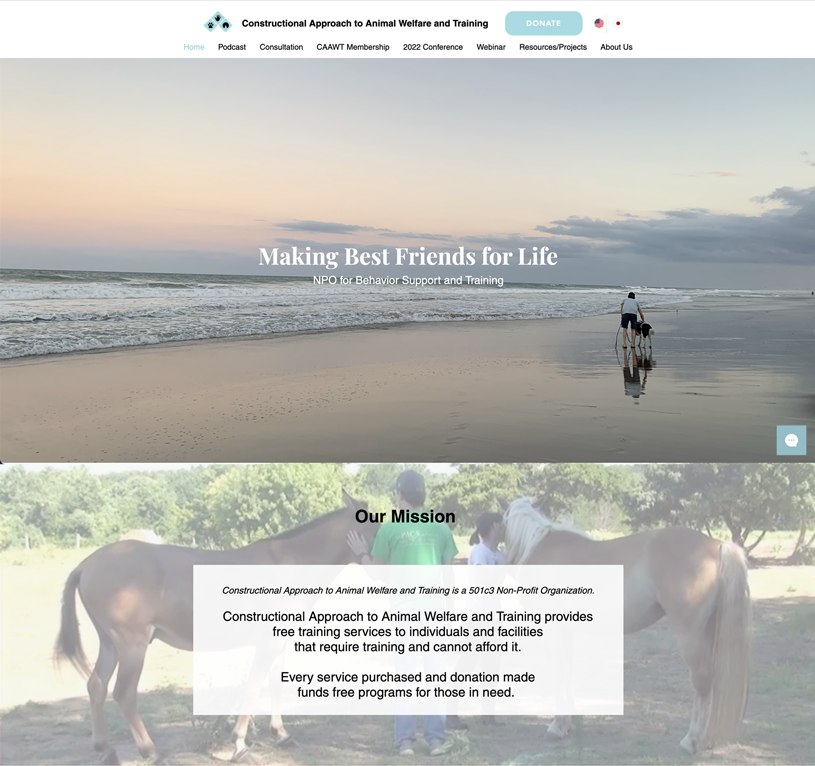 Constructional Approach to Animal Welfare and Training
DONATE
Home Podcast Consultation CAAWT Membership 2022 Conference Webinar Resources/Projects About Us
Making Best Friends for Life
NPO for Behavior Support and Training
Our Mission
Constructional Approach to Animal Welfare and Training is a 501c3 Non-Profit Organization.
Constructional Approach to Animal Welfare and Training provides
free training services to individuals and facilities
that require training and cannot afford it.
Every service purchased and donation made
funds free programs for those in need.